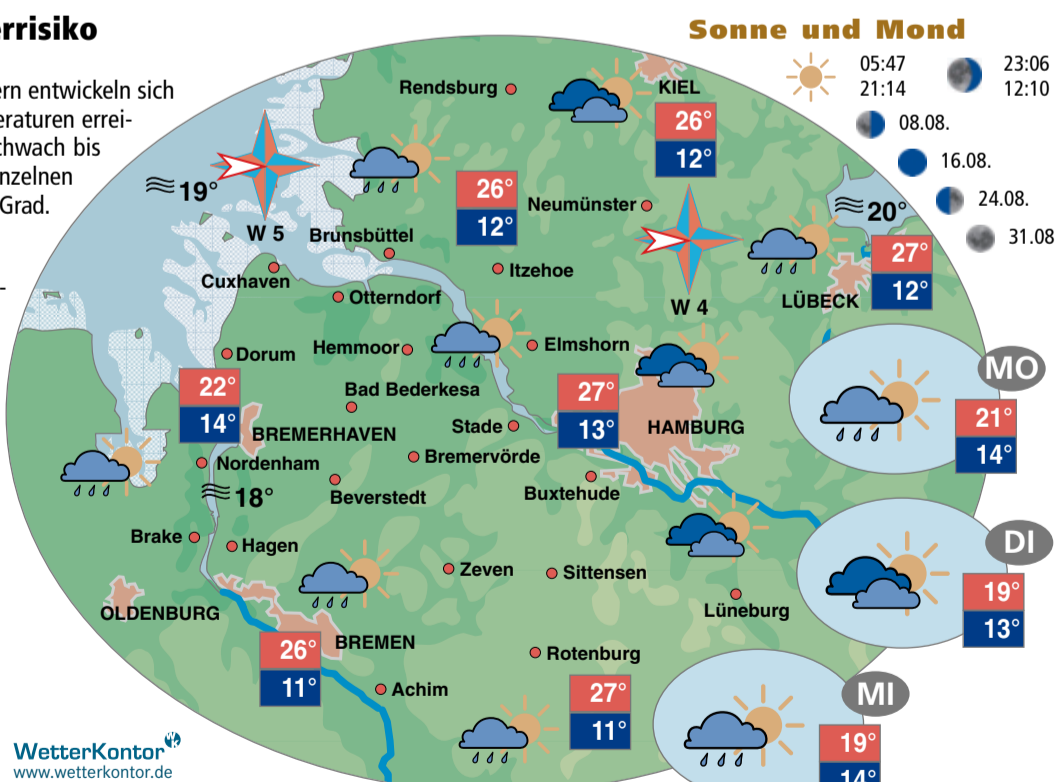 errisiko
ern entwickeln sich
eraturen errei-
chwach bis
nzelnen
Grad.
Sonne und Mond
05:47
21:14
23:06
12:10
08.08.
16.08.
24.08.
31.08
Rendsburg
KIEL
26°
12°
19°
W 5
26°
12°
Neumünster
20°
Brunsbüttel
W 4
27°
12°
LÜBECK
Cuxhaven
Itzehoe
Otterndorf
Dorum
Hemmoor
Elmshorn
MO
21°
14°
22°
14°
Bad Bederkesa
27°
13°
HAMBURG
BREMERHAVEN
Stade
Nordenham
Bremervörde
18°
Beverstedt
Buxtehude
Brake
Hagen
DI
19°
13°
Zeven
Sittensen
OLDENBURG
Lüneburg
26°
11°
BREMEN
Rotenburg
Achim
27°
11°
MI
19°
14°
WetterKontor
www.wetterkontor.de